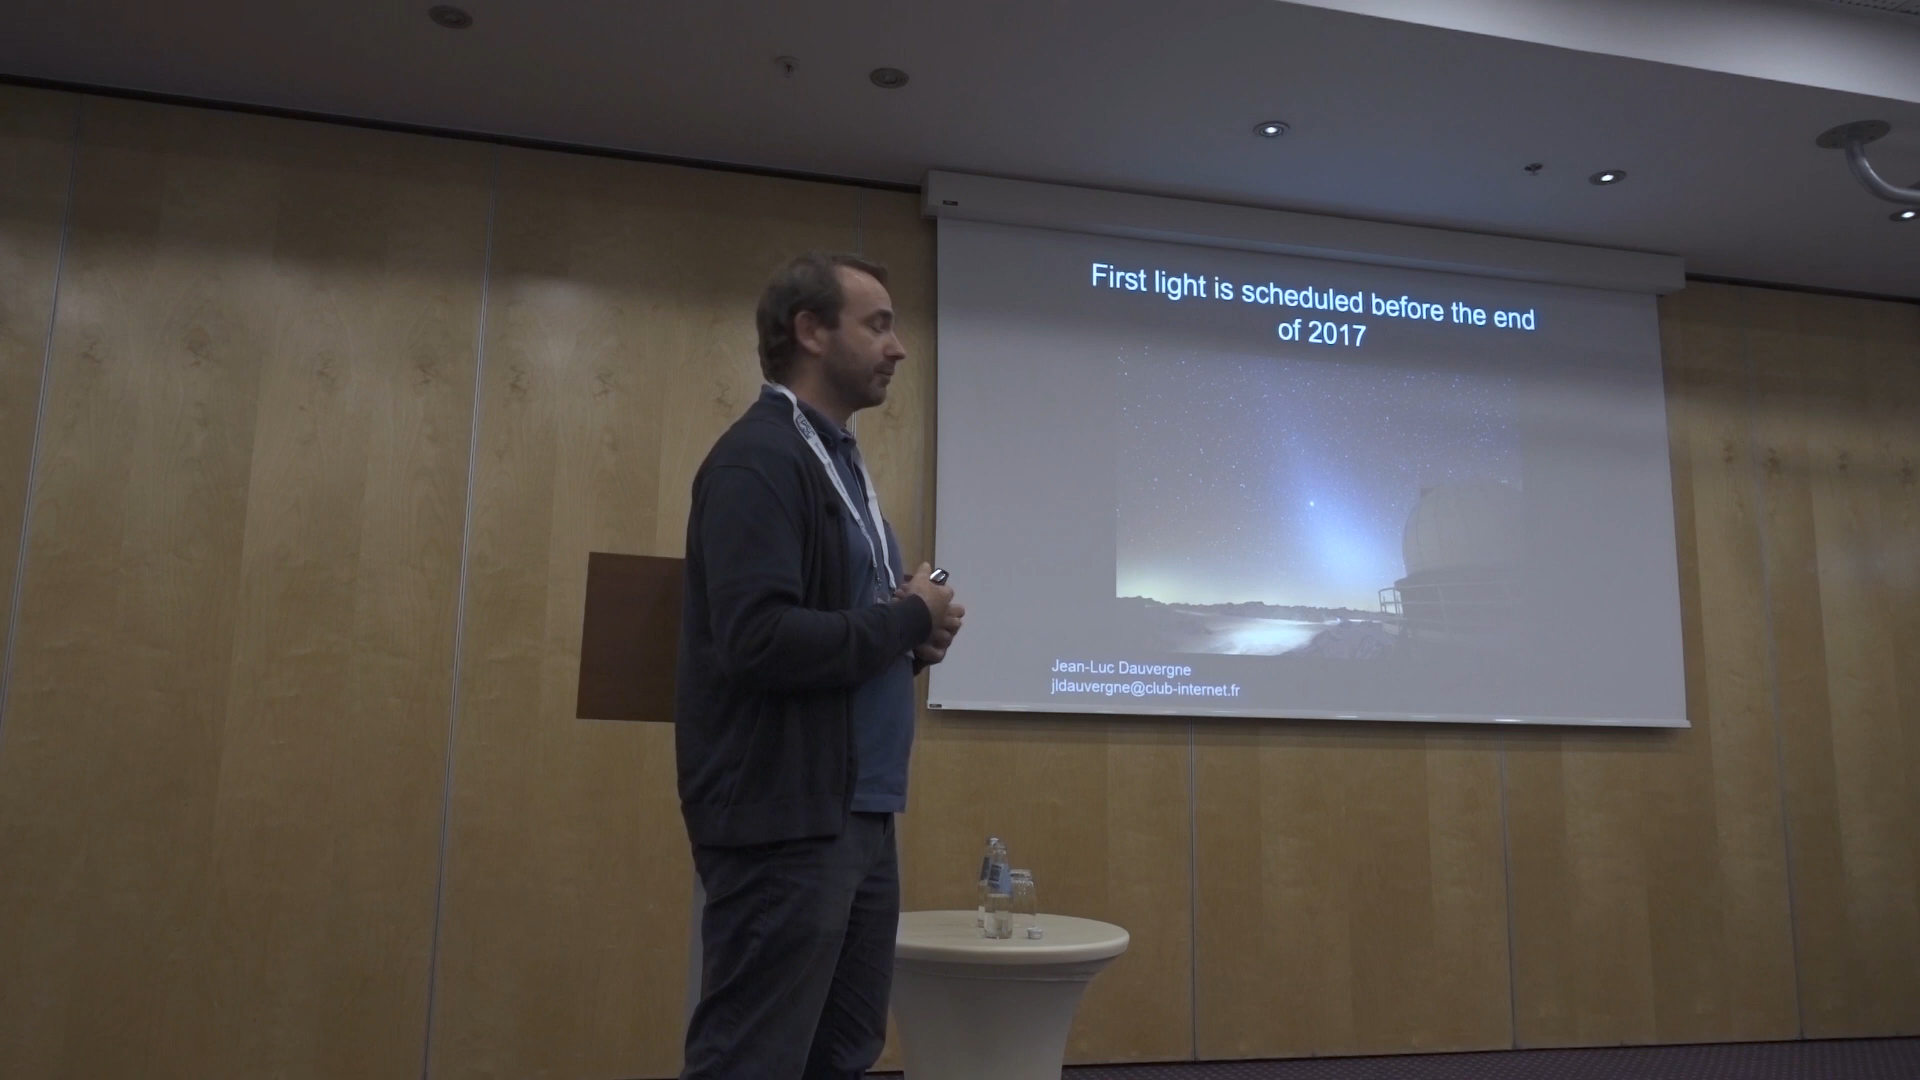 First light is scheduled before the end
of 2017
Jean-Luc Dauvergne
jldauvergne@club-internet.fr